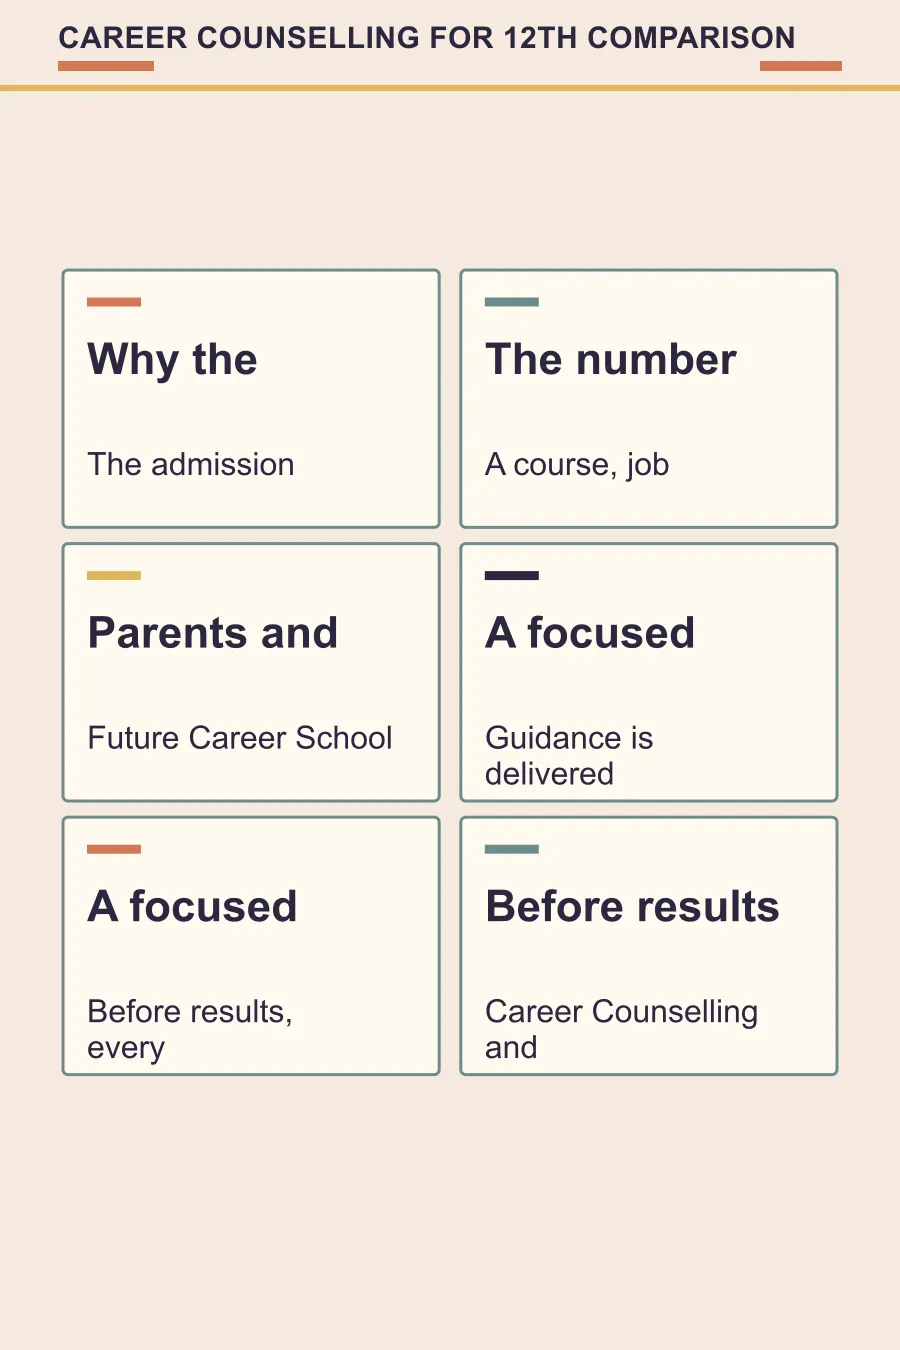 CAREER COUNSELLING FOR 12TH COMPARISON
Why the
The admission
The number
A course, job
Parents and
Future Career School
A focused
Guidance is
delivered
A focused
Before results,
every
Before results
Career Counselling
and